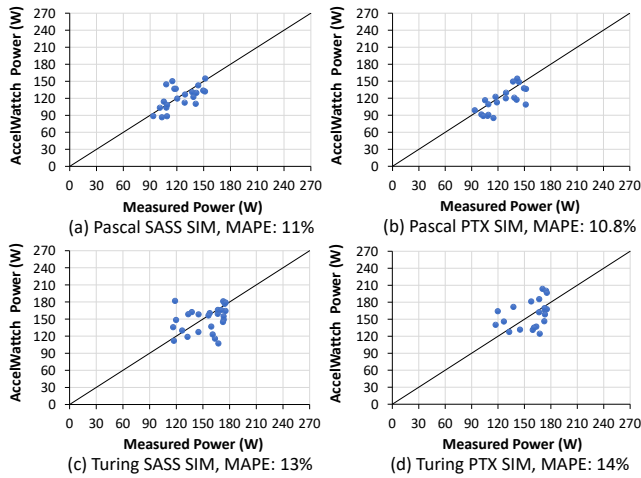 270
240
210
180
150
120
90
60
30
0
AccelWattch Power (W)
0 30 60 90 120 150 180 210 240 270
Measured Power (W)
(a) Pascal SASS SIM, MAPE: 11%
270
240
210
180
150
120
90
60
30
0
AccelWattch Power (W)
0 30 60 90 120 150 180 210 240 270
Measured Power (W)
(b) Pascal PTX SIM, MAPE: 10.8%
270
240
210
180
150
120
90
60
30
0
AccelWattch Power (W)
0 30 60 90 120 150 180 210 240 270
Measured Power (W)
(c) Turing SASS SIM, MAPE: 13%
270
240
210
180
150
120
90
60
30
0
AccelWattch Power (W)
0 30 60 90 120 150 180 210 240 270
Measured Power (W)
(d) Turing PTX SIM, MAPE: 14%